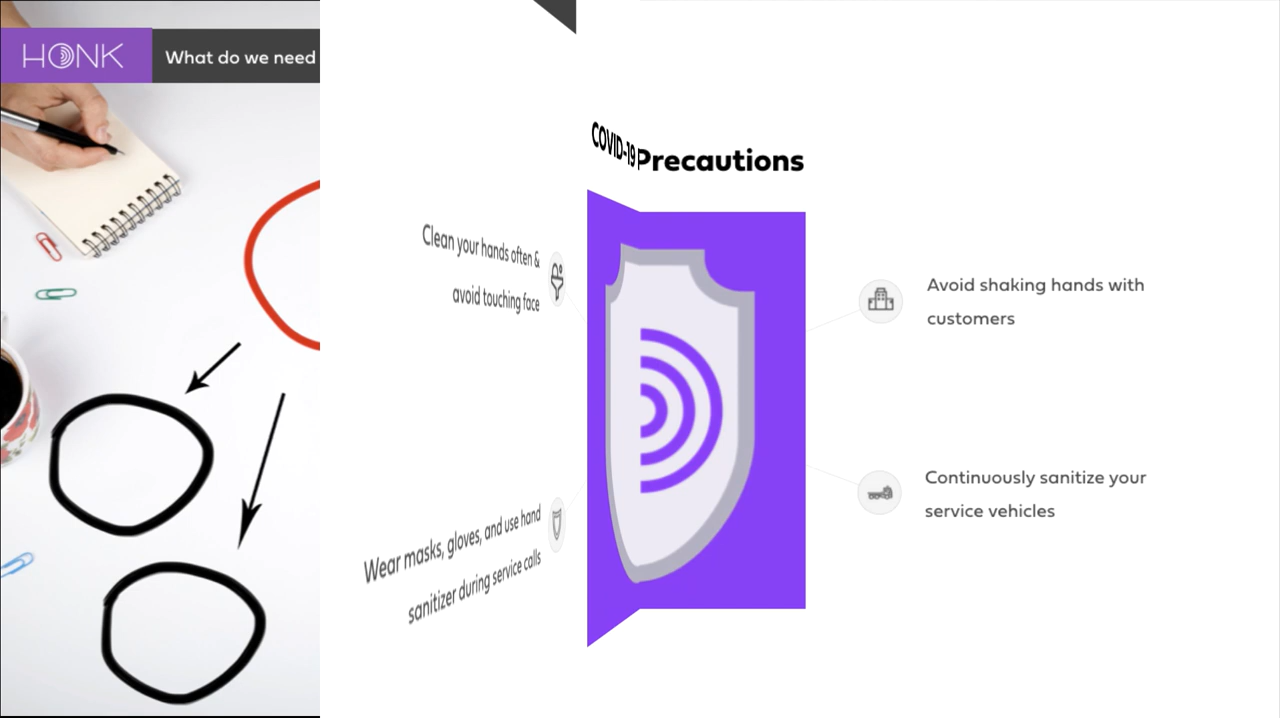 HONK
What do we need
COVID-19 Precautions
Clean your hands often &
avoid touching face
Avoid shaking hands with
customers
Wear masks, gloves, and use hand
sanitizer during service calls
Continuously sanitize your
service vehicles